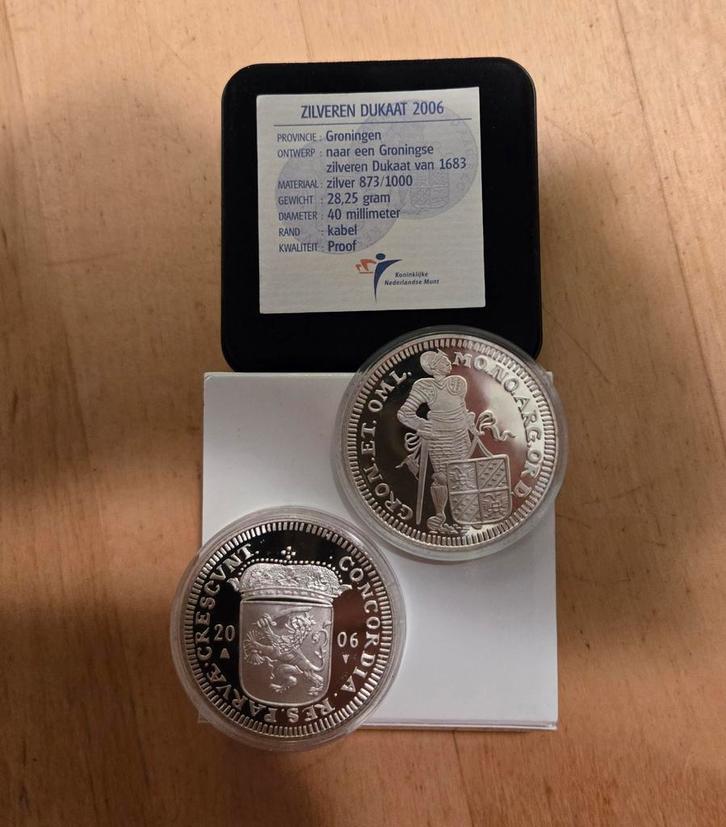 ZILVEREN DUKAAT 2006
PROVINCIE : Groningen
ONTWERP : naar een Groningse
zilveren Dukaat van 1683
MATERIAAL : zilver 873/1000
GEWICHT : 28,25 gram
DIAMETER : 40 millimeter
RAND : kabel
KWALITEIT : Proof
Koninklijke
Nederlandse Munt
MO.NO.ARG.ORD.
GRON.ET.OML.
CONCORDIA.RES.PARVÆ.CRESCVNT.
20 06